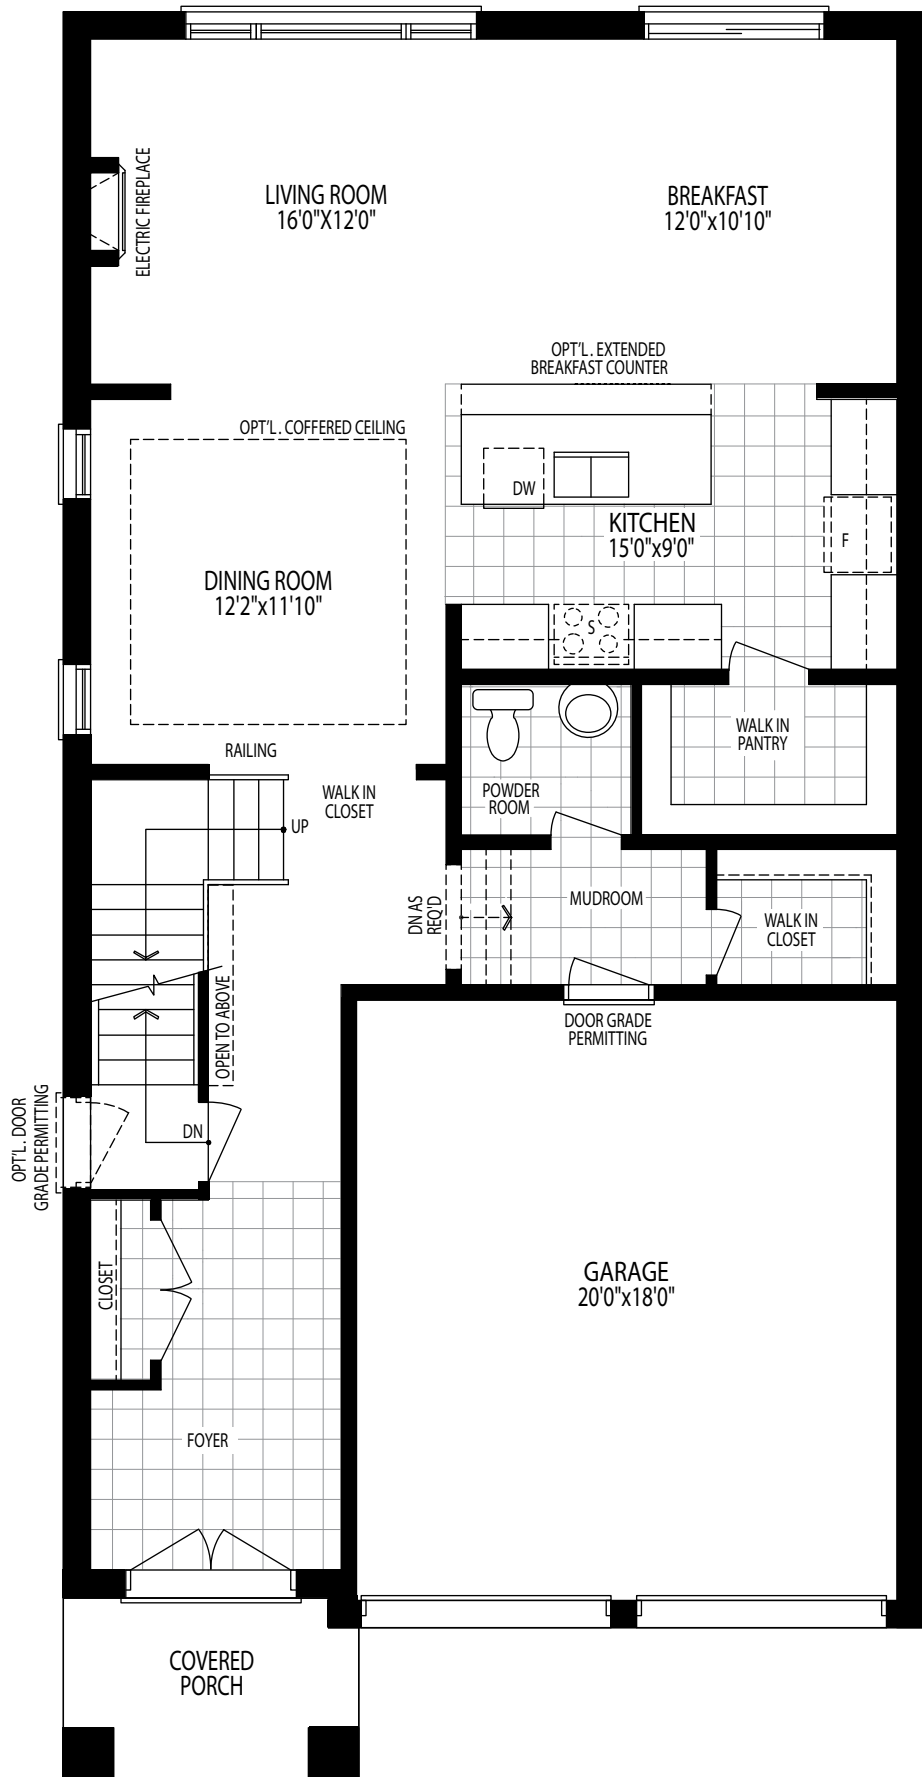 ELECTRIC FIREPLACE
LIVING ROOM
16'0"X12'0"
BREAKFAST
12'0"x10'10"
OPT'L. EXTENDED
BREAKFAST COUNTER
OPT'L. COFFERED CEILING
DW
KITCHEN
15'0"x9'0"
F
DINING ROOM
12'2"x11'10"
S
WALK IN
PANTRY
RAILING
WALK IN
CLOSET
POWDER
ROOM
UP
DN AS
REQ'D
MUDROOM
WALK IN
CLOSET
OPEN TO ABOVE
DOOR GRADE
PERMITTING
OPT'L. DOOR
GRADE PERMITTING
DN
CLOSET
GARAGE
20'0"x18'0"
FOYER
COVERED
PORCH